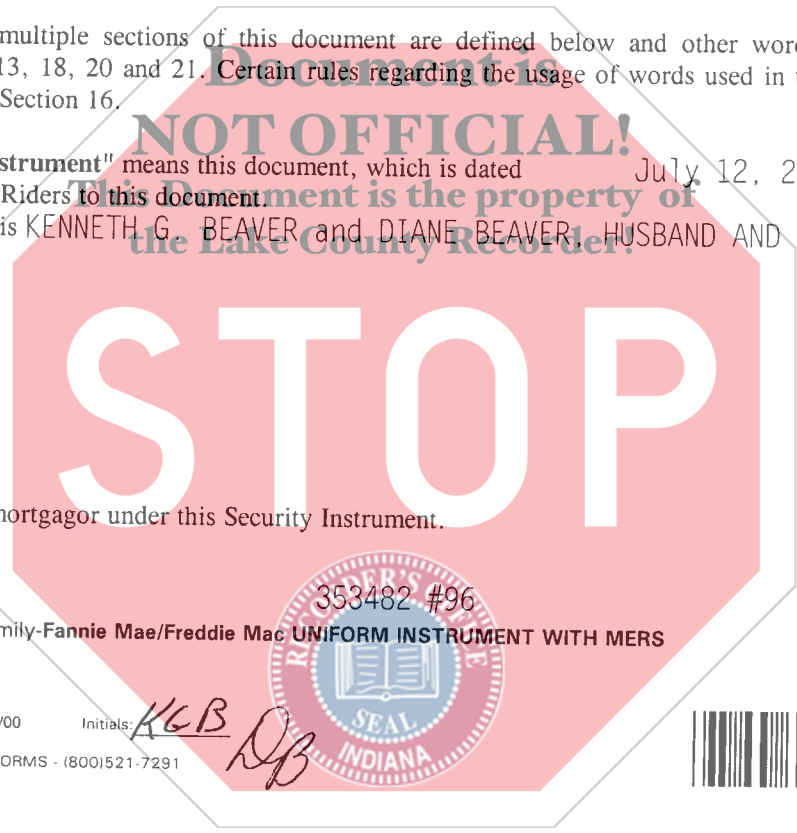 multiple sections of this document are defined below and other wor
13, 18, 20 and 21. Certain rules regarding the usage of words used in
Section 16.
Document is
NOT OFFICIAL!
This Document is the property of
the Lake County Recorder!
strument" means this document, which is dated July 12, 2
Riders to this document.
is KENNETH G. BEAVER and DIANE BEAVER, HUSBAND AND
STOP
mortgagor under this Security Instrument.
353482 #96
mily-Fannie Mae/Freddie Mac UNIFORM INSTRUMENT WITH MERS
RECORDER'S OFFICE
SEAL
INDIANA
/00 Initials: KGB DB
ORMS - (800)521-7291